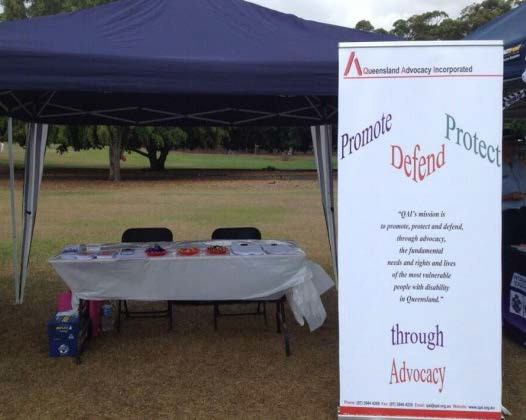 Queensland Advocacy Incorporated
Promote
Defend
Protect
"QAI's mission is
to promote, protect and defend,
through advocacy,
the fundamental
needs and rights and lives
of the most vulnerable
people with disability
in Queensland."
through
Advocacy